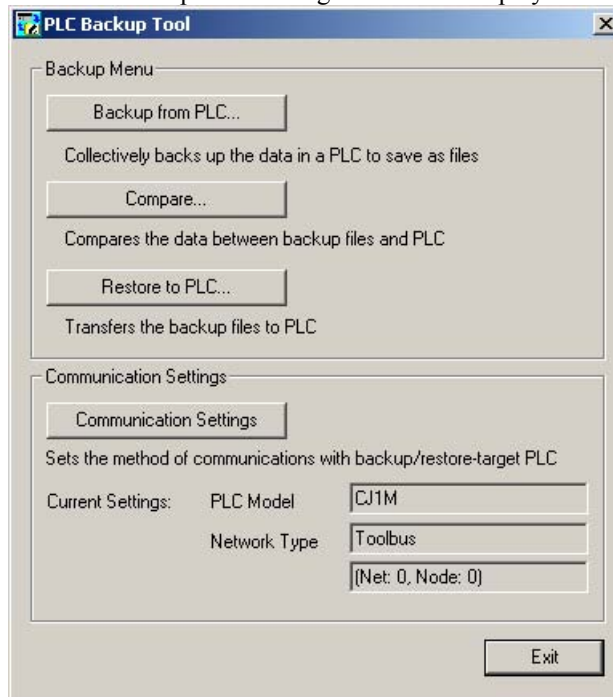 PLC Backup Tool
Backup Menu
Backup from PLC...
Collectively backs up the data in a PLC to save as files
Compare...
Compares the data between backup files and PLC
Restore to PLC...
Transfers the backup files to PLC
Communication Settings
Communication Settings
Sets the method of communications with backup/restore-target PLC
Current Settings: PLC Model CJ1M
Network Type Toolbus
(Net: 0, Node: 0)
Exit